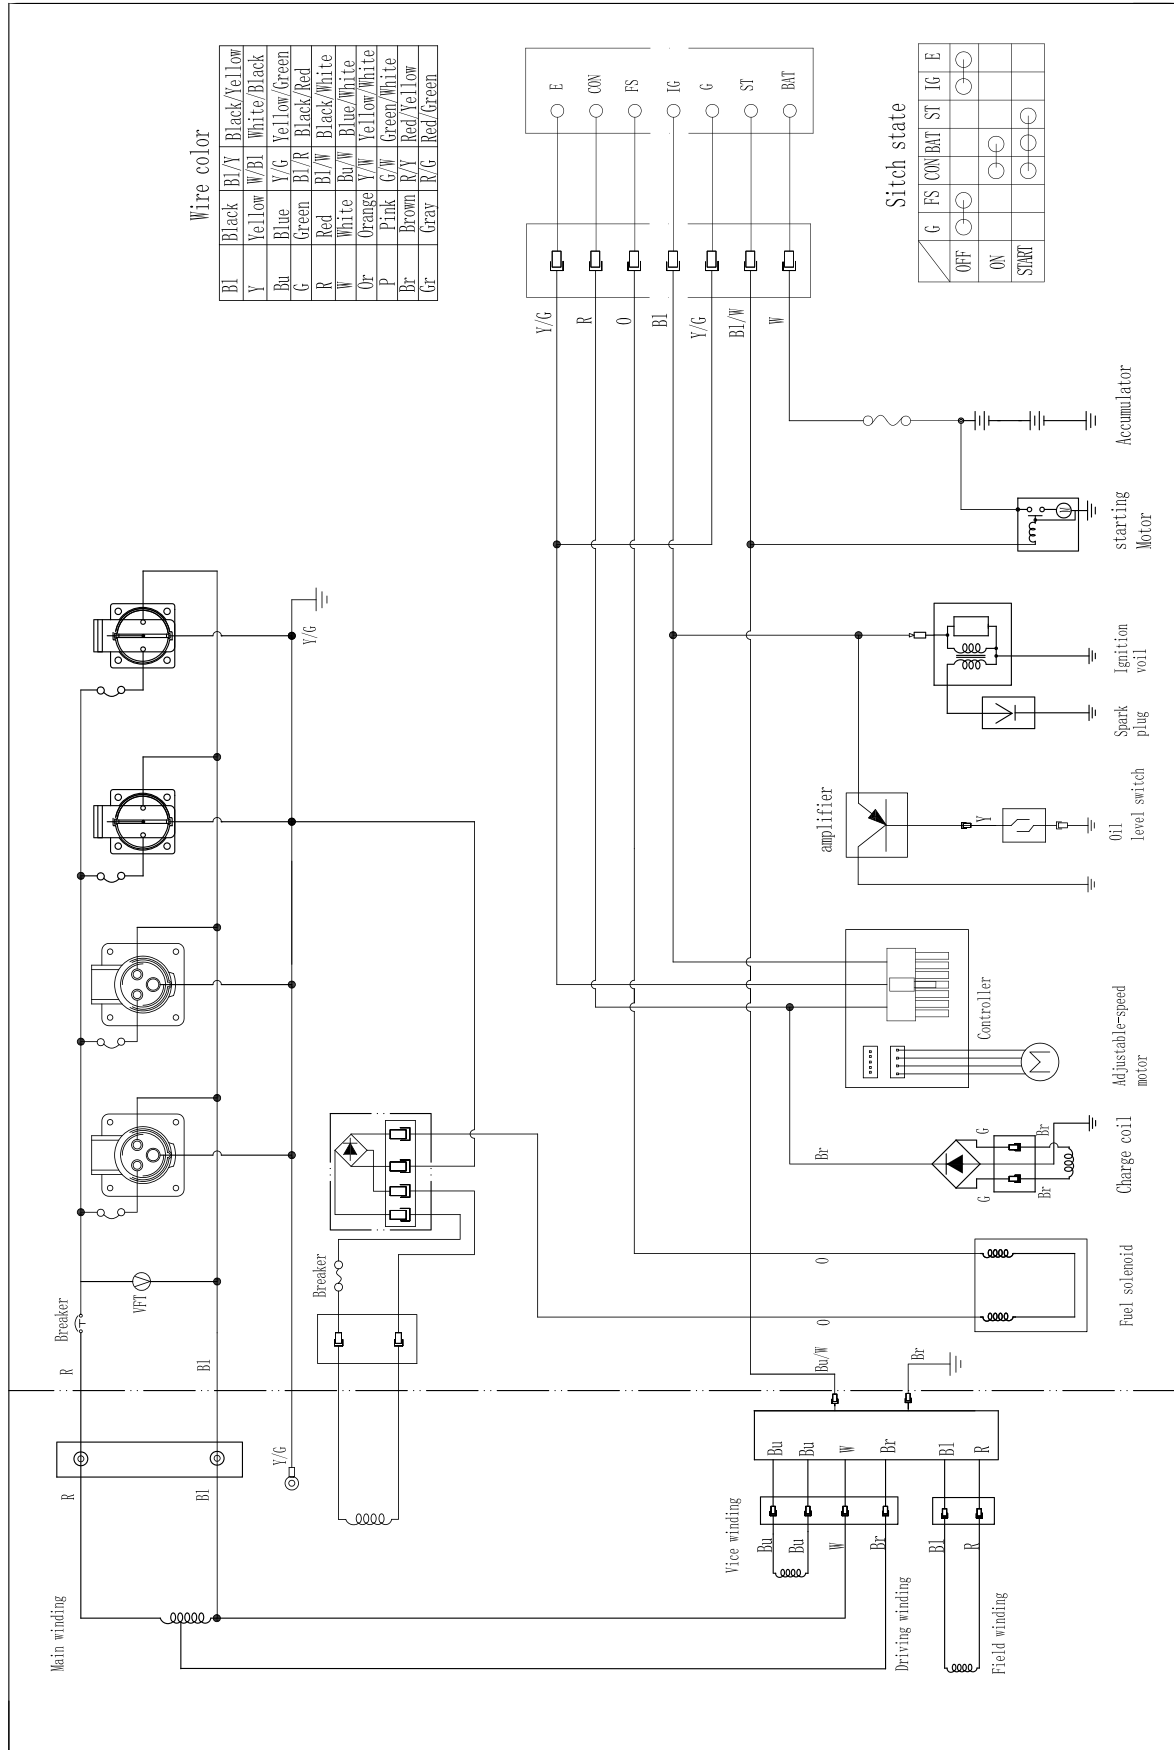 Main winding
R
R
Breaker
VFT
Bl
Bl
Y/G
Y/G
Breaker
Wire color
Bl Black Bl/Y Black/Yellow
Y Yellow W/Bl White/Black
Bu Blue Y/G Yellow/Green
G Green Bl/R Black/Red
R Red Bl/W Black/White
W White Bu/W Blue/White
Or Orange Y/W Yellow/White
P Pink G/W Green/White
Br Brown R/Y Red/Yellow
Gr Gray R/G Red/Green
Y/G
E
R
CON
O
FS
Bl
IG
Y/G
G
Bl/W
ST
W
BAT
Vice winding
Bu
Bu
Bu
Bu
W
W
Br
Br
Driving winding
Bl
Bl
R
R
Field winding
Bu/W
Br
O
O
Fuel solenoid
Br
G
G
Br
Br
Charge coil
Controller
Adjustable-speed
motor
amplifier
Y
Oil
level switch
Spark
plug
Ignition
voil
starting
Motor
Accumulator
Sitch state
G FS CON BAT ST IG E
OFF
ON
START